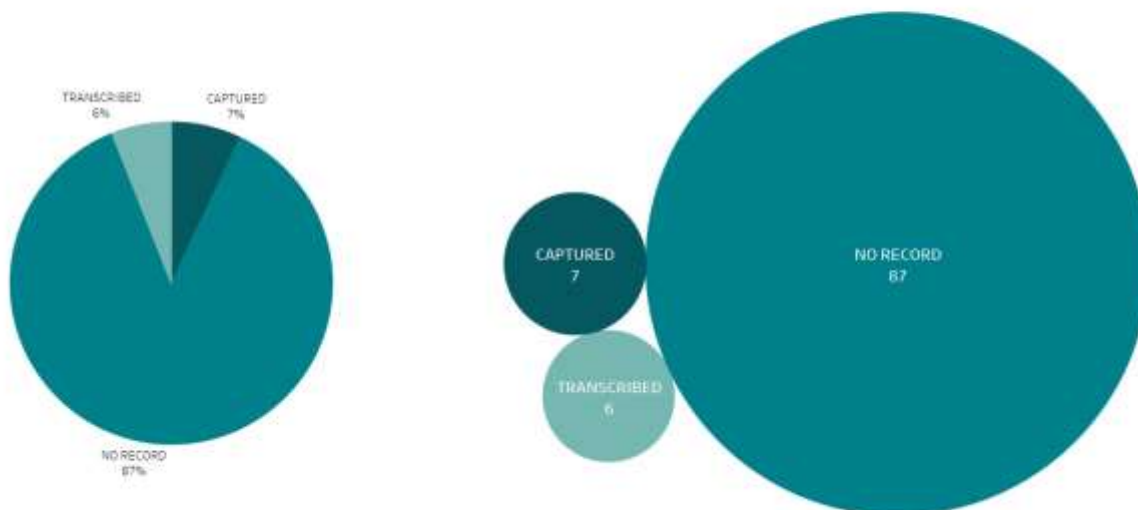 TRANSCRIBED
6%
CAPTURED
7%
NO RECORD
87%
CAPTURED
7
NO RECORD
87
TRANSCRIBED
6